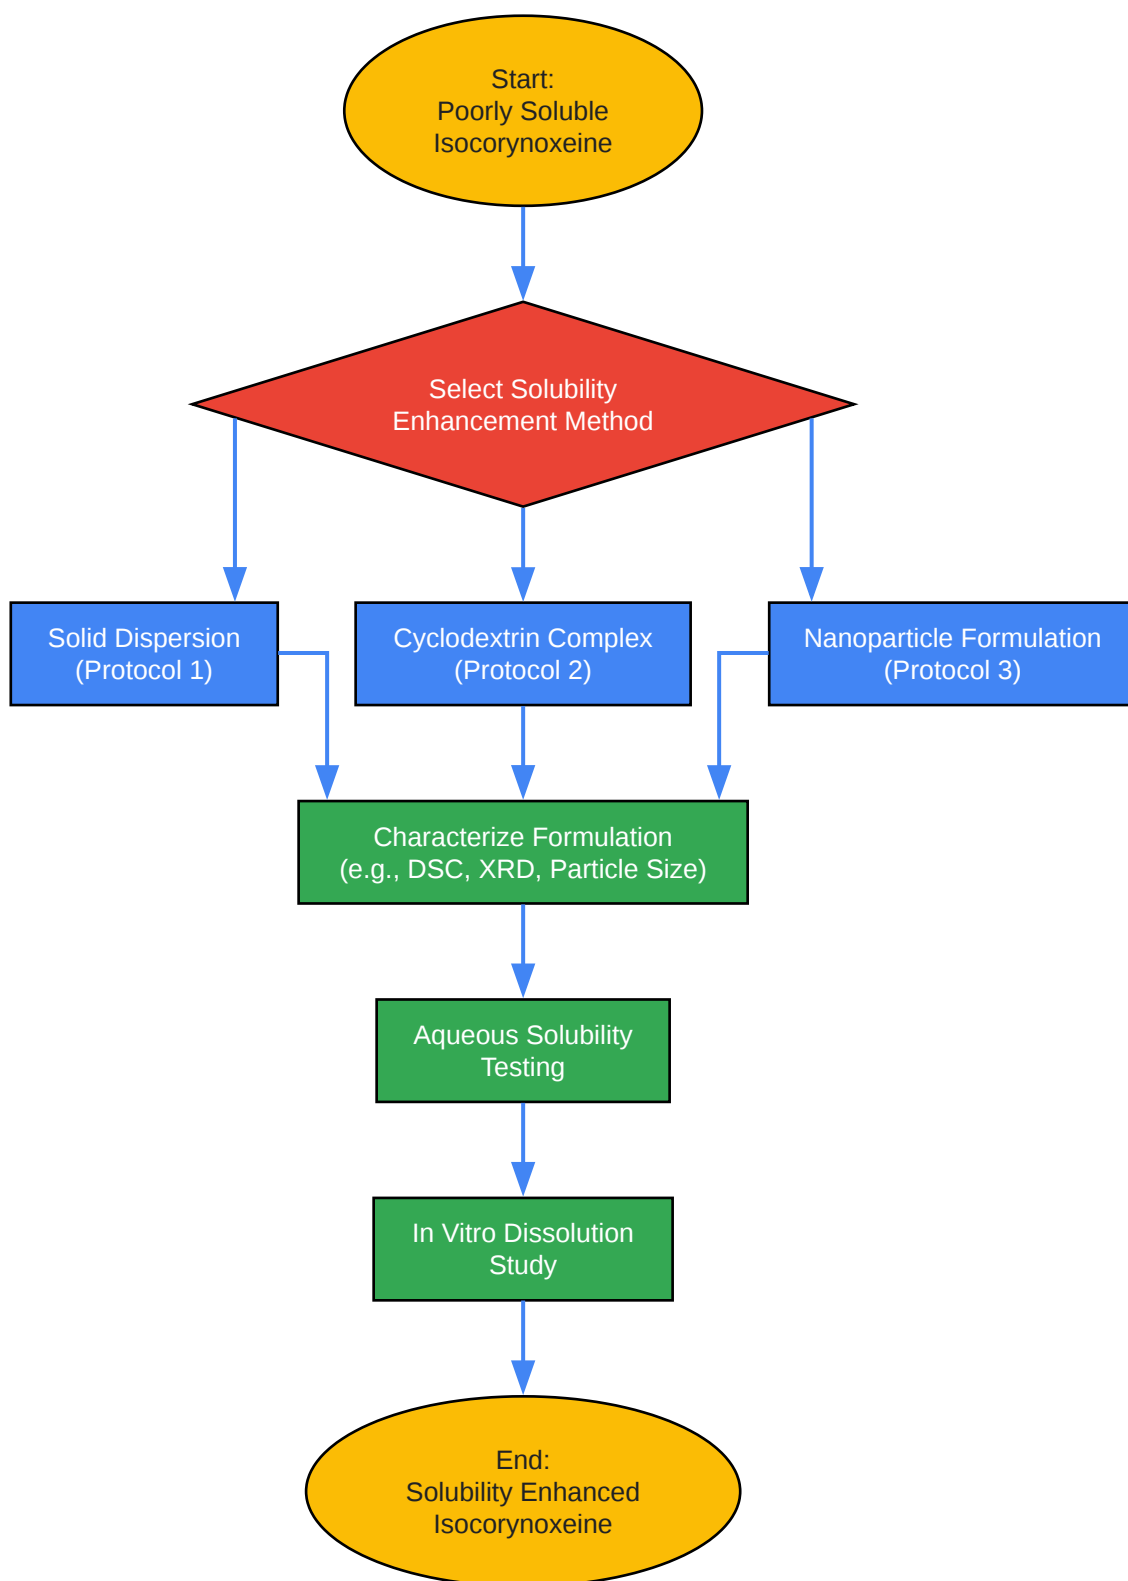 Start:
Poorly Soluble
Isocorynoxeine
Select Solubility
Enhancement Method
Solid Dispersion
(Protocol 1)
Cyclodextrin Complex
(Protocol 2)
Nanoparticle Formulation
(Protocol 3)
Characterize Formulation
(e.g., DSC, XRD, Particle Size)
Aqueous Solubility
Testing
In Vitro Dissolution
Study
End:
Solubility Enhanced
Isocorynoxeine